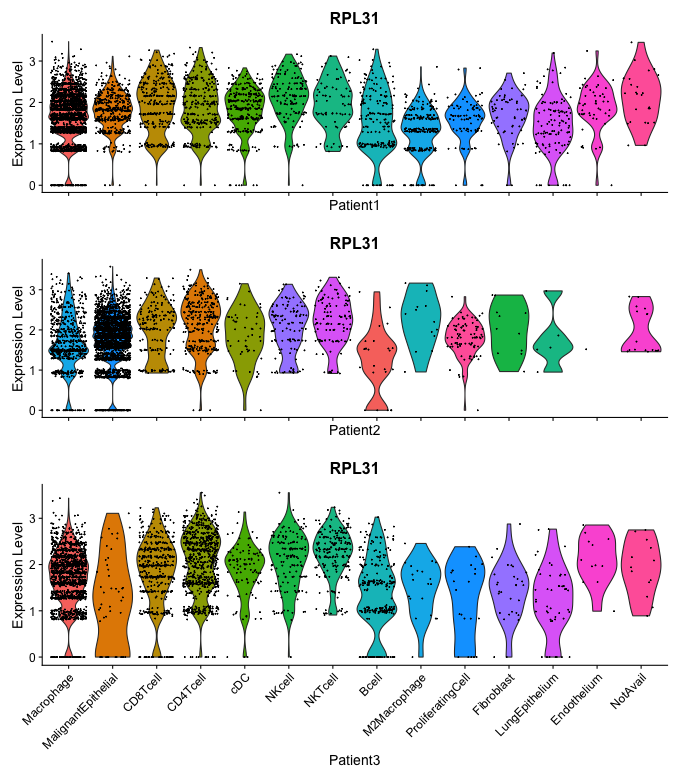 RPL31
Expression Level
3
2
1
0
Patient1
RPL31
Expression Level
3
2
1
0
Patient2
RPL31
Expression Level
3
2
1
0
Macrophage
MalignantEpithelial
CD8Tcell
CD4Tcell
cDC
NKcell
NKTcell
Bcell
M2Macrophage
ProliferatingCell
Fibroblast
LungEpithelium
Endothelium
NotAvail
Patient3